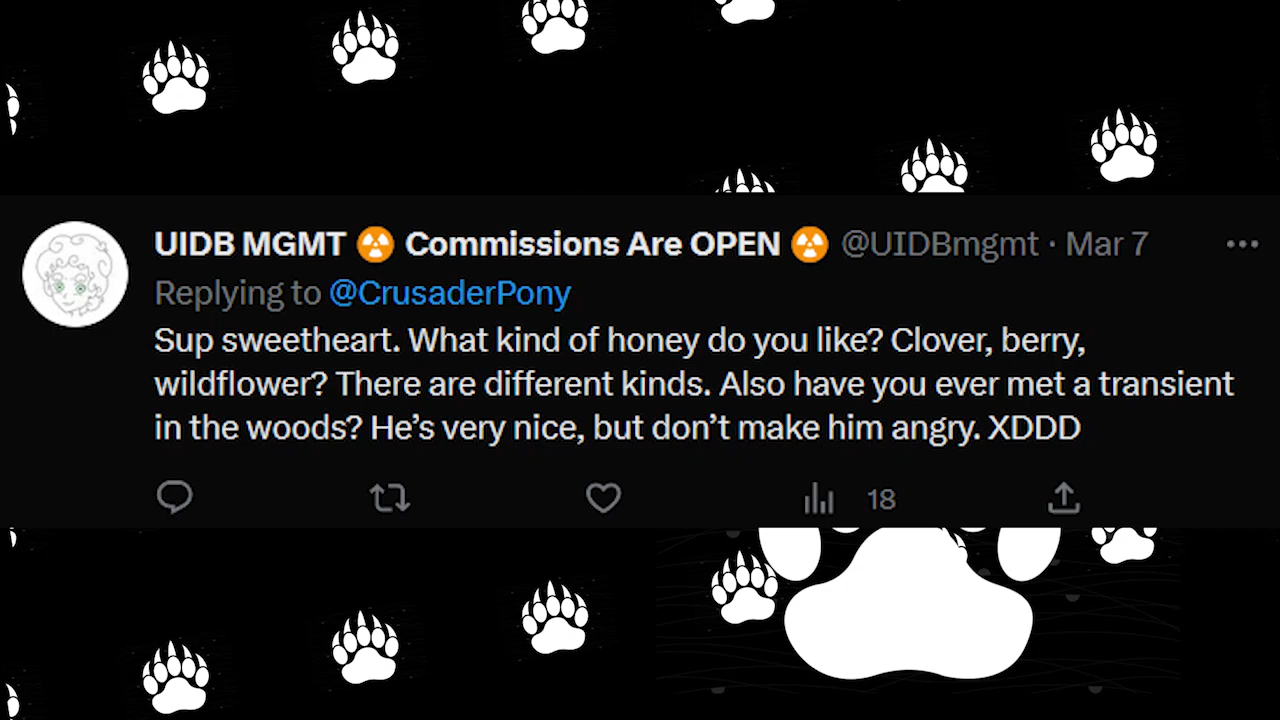 UIDB MGMT ☢ Commissions Are OPEN ☢ @UIDBmgmt · Mar 7
Replying to @CrusaderPony
Sup sweetheart. What kind of honey do you like? Clover, berry,
wildflower? There are different kinds. Also have you ever met a transient
in the woods? He’s very nice, but don’t make him angry. XDDD
18